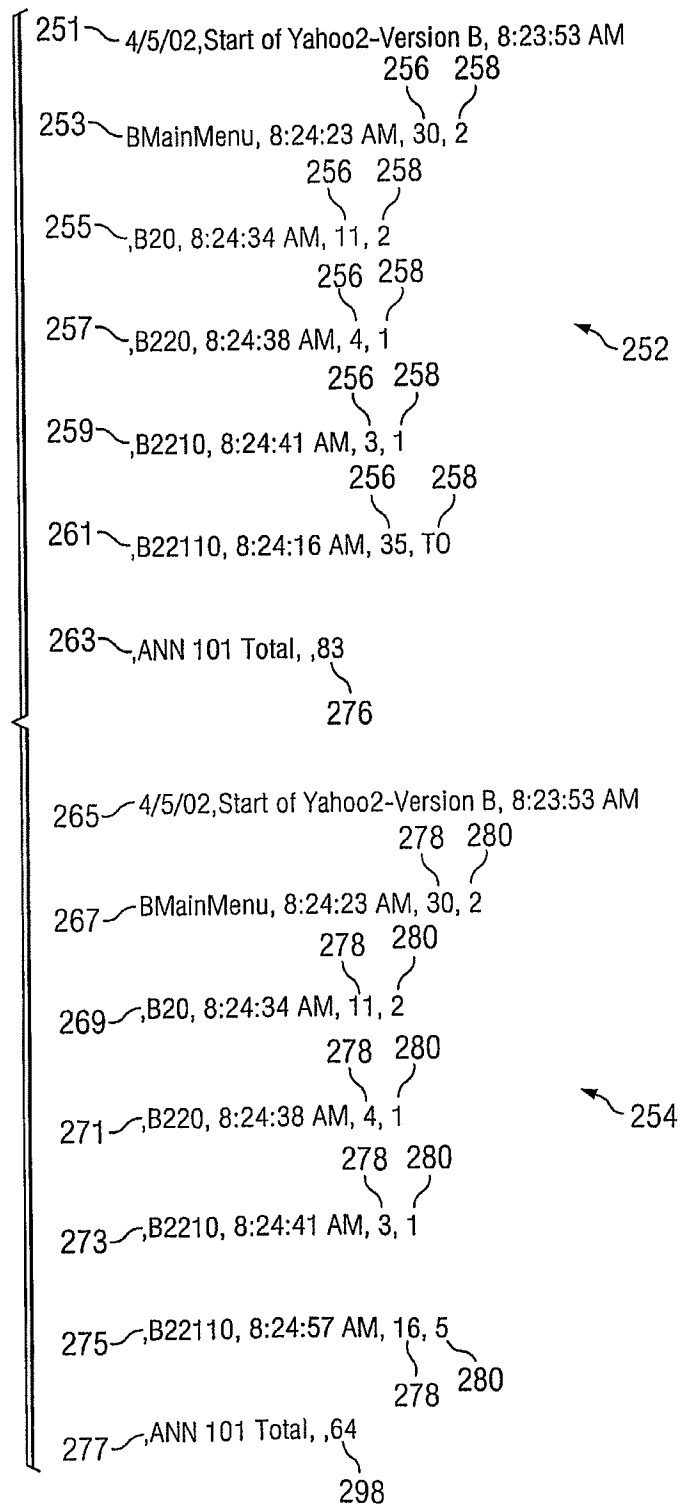 251 4/5/02,Start of Yahoo2-Version B, 8:23:53 AM
256 258
253 BMainMenu, 8:24:23 AM, 30, 2
256 258
255 ,B20, 8:24:34 AM, 11, 2
256 258
257 ,B220, 8:24:38 AM, 4, 1
252
256 258
259 ,B2210, 8:24:41 AM, 3, 1
256 258
261 ,B22110, 8:24:16 AM, 35, TO
263 ,ANN 101 Total, ,83
276
265 4/5/02,Start of Yahoo2-Version B, 8:23:53 AM
278 280
267 BMainMenu, 8:24:23 AM, 30, 2
278 280
269 ,B20, 8:24:34 AM, 11, 2
278 280
271 ,B220, 8:24:38 AM, 4, 1
254
278 280
273 ,B2210, 8:24:41 AM, 3, 1
275 ,B22110, 8:24:57 AM, 16, 5
278 280
277 ,ANN 101 Total, ,64
298